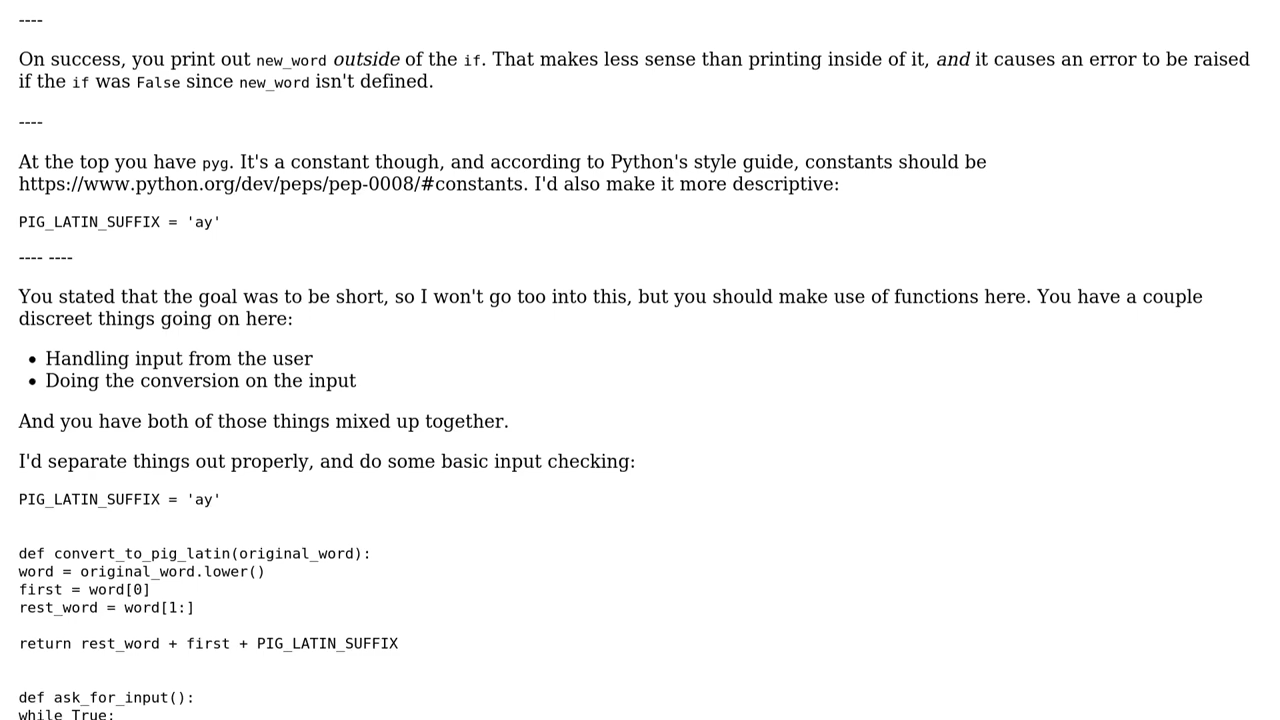 ----
On success, you print out new_word outside of the if. That makes less sense than printing inside of it, and it causes an error to be raised
if the if was False since new_word isn't defined.
----
At the top you have pyg. It's a constant though, and according to Python's style guide, constants should be
https://www.python.org/dev/peps/pep-0008/#constants. I'd also make it more descriptive:
PIG_LATIN_SUFFIX = 'ay'
---- ----
You stated that the goal was to be short, so I won't go too into this, but you should make use of functions here. You have a couple
discreet things going on here:
• Handling input from the user
• Doing the conversion on the input
And you have both of those things mixed up together.
I'd separate things out properly, and do some basic input checking:
PIG_LATIN_SUFFIX = 'ay'
def convert_to_pig_latin(original_word):
word = original_word.lower()
first = word[0]
rest_word = word[1:]
return rest_word + first + PIG_LATIN_SUFFIX
def ask_for_input():
while True: